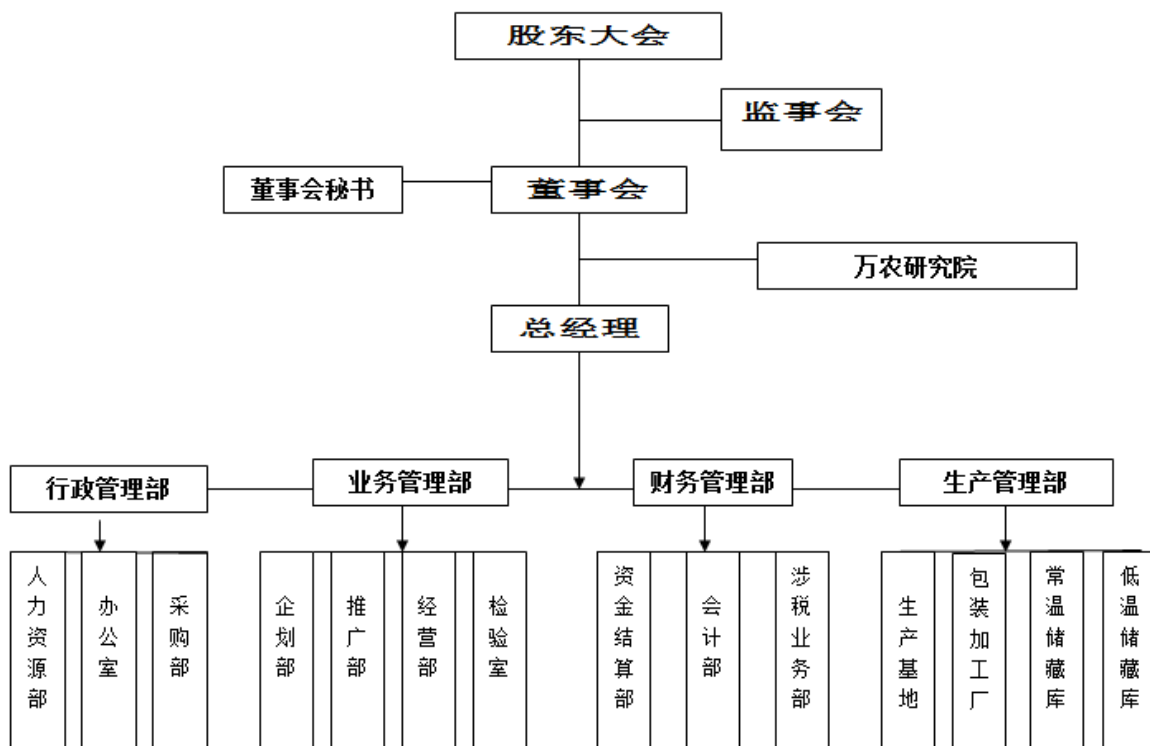 股东大会
监事会
董事会秘书
董事会
万农研究院
总经理
行政管理部
业务管理部
财务管理部
生产管理部
人力资源部
办公室
采购部
企划部
推广部
经营部
检验室
资金结算部
会计部
涉税业务部
生产基地
包装加工厂
常温储藏库
低温储藏库